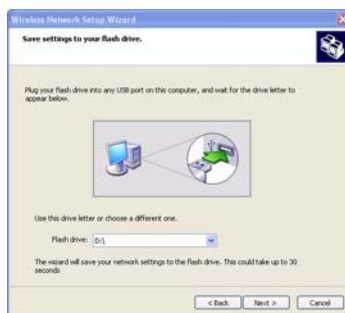 Wireless Network Setup Wizard
Save settings to your flash drive.
Plug your flash drive into any USB port on this computer, and wait for the drive letter to
appear below.
Use this drive letter or choose a different one.
Flash drive: D:\
The wizard will save your network settings to the flash drive. This could take up to 30
seconds
< Back Next > Cancel